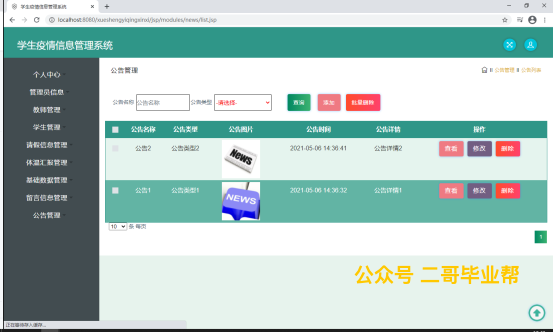 学生疫情信息管理系统
localhost:8080/xueshengyiqingxinxi/jsp/modules/news/list.jsp
学生疫情信息管理系统
个人中心
管理员信息
教师管理
学生管理
请假信息管理
体温汇报管理
基础数据管理
留言信息管理
公告管理
公告管理
公告管理 公告列表
公告名称 公告名称 公告类型 -请选择- 查询 添加 批量删除
公告名称 公告类型 公告图片 公告时间 公告详情 操作
公告2 公告类型2 NEWS 2021-05-06 14:36:41 公告详情2 查看 修改 删除
公告1 公告类型1 NEWS 2021-05-06 14:36:32 公告详情1 查看 修改 删除
10 条 每页
1
公众号 二哥毕业帮